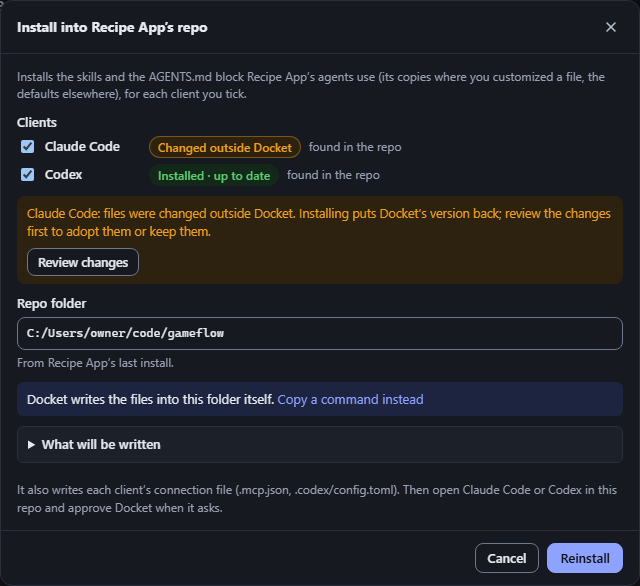 Install into Recipe App's repo
Installs the skills and the AGENTS.md block Recipe App's agents use (its copies where you customized a file, the
defaults elsewhere), for each client you tick.
Clients
Claude Code Changed outside Docket found in the repo
Codex Installed · up to date found in the repo
Claude Code: files were changed outside Docket. Installing puts Docket's version back; review the changes
first to adopt them or keep them.
Review changes
Repo folder
C:/Users/owner/code/gameflow
From Recipe App's last install.
Docket writes the files into this folder itself. Copy a command instead
What will be written
It also writes each client's connection file (.mcp.json, .codex/config.toml). Then open Claude Code or Codex in this
repo and approve Docket when it asks.
Cancel Reinstall